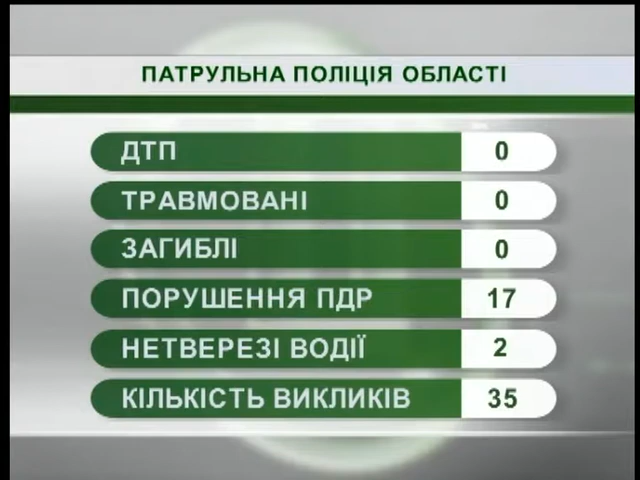 ПАТРУЛЬНА ПОЛІЦІЯ ОБЛАСТІ
ДТП 0
ТРАВМОВАНІ 0
ЗАГИБЛІ 0
ПОРУШЕННЯ ПДР 17
НЕТВЕРЕЗІ ВОДІЇ 2
КІЛЬКІСТЬ ВИКЛИКІВ 35